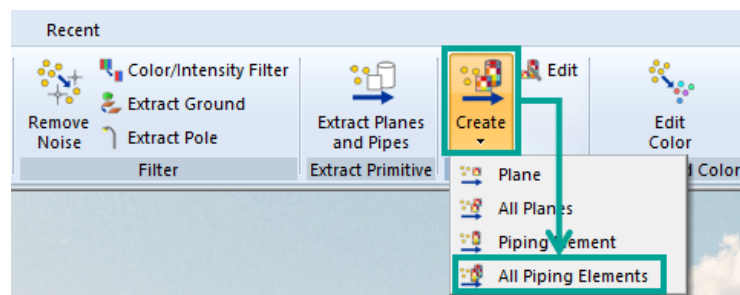 Recent
Color/Intensity Filter
Extract Ground
Extract Pole
Remove
Noise
Filter
Extract Planes
and Pipes
Extract Primitive
Create
Edit
Edit
Color
d Color
Plane
All Planes
Piping Element
All Piping Elements